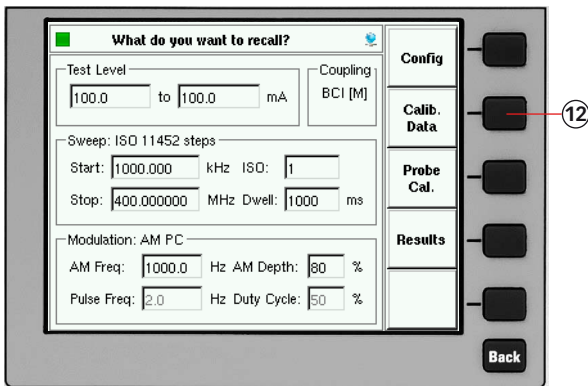 What do you want to recall?
Test Level
100.0 to 100.0 mA
Coupling
BCI [M]
Sweep: ISO 11452 steps
Start: 1000.000 kHz ISO: 1
Stop: 400.000000 MHz Dwell: 1000 ms
Modulation: AM PC
AM Freq: 1000.0 Hz AM Depth: 80 %
Pulse Freq: 2.0 Hz Duty Cycle: 50 %
Config
Calib.
Data
Probe
Cal.
Results
Back
12